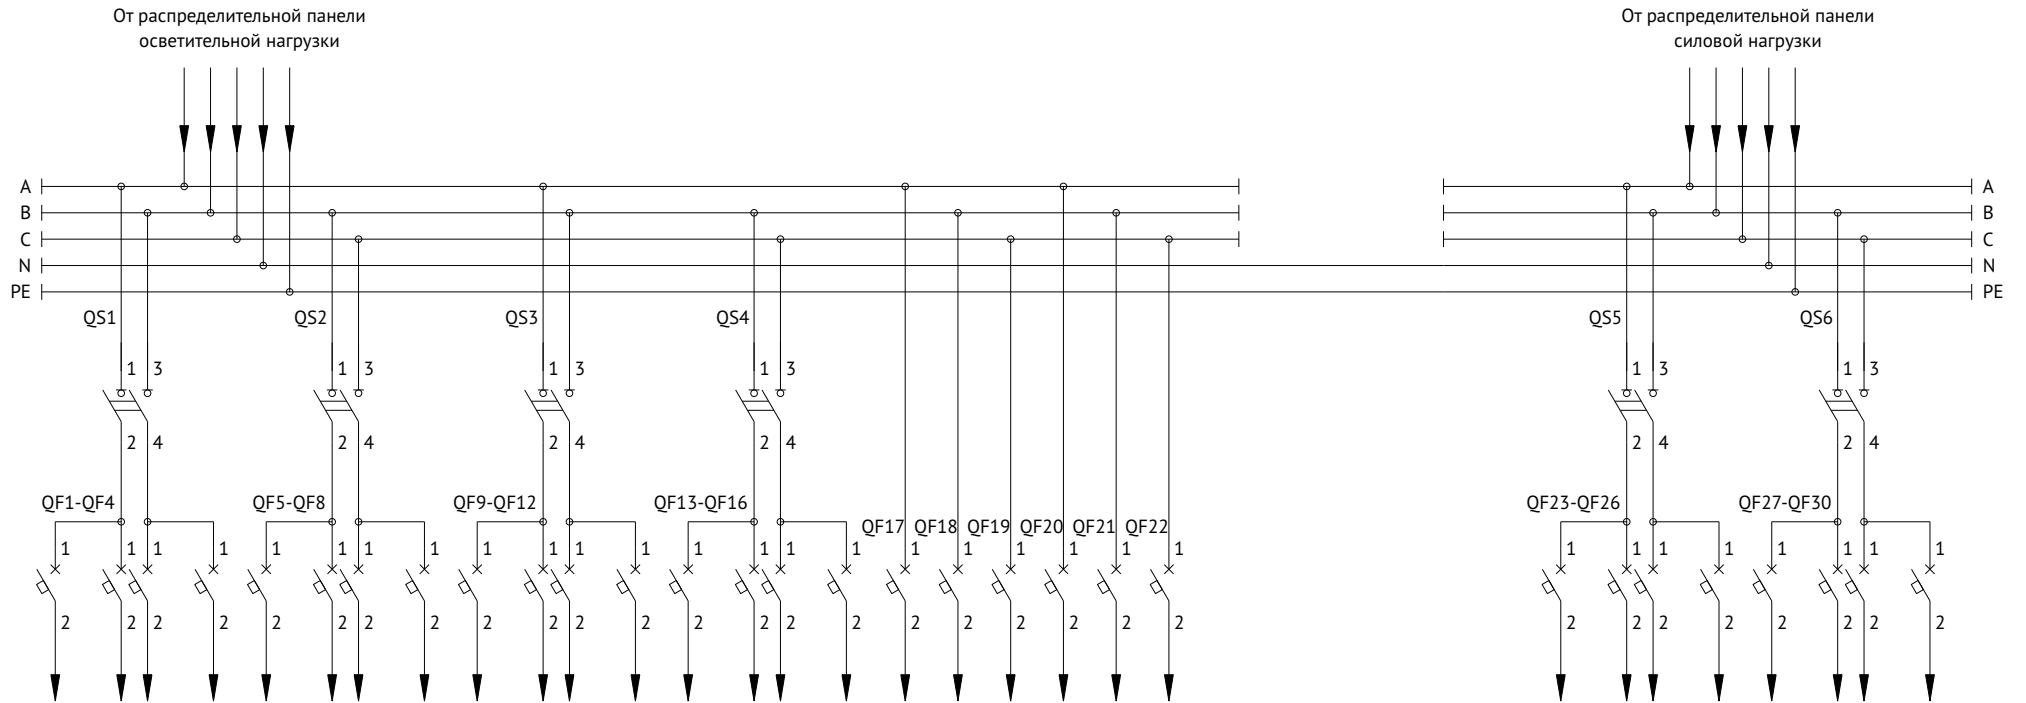 От распределительной панели
осветительной нагрузки
От распределительной панели
силовой нагрузки
A A
B B
C C
N N
PE PE
QS1 QS2 QS3 QS4 QS5 QS6
1 3 1 3 1 3 1 3 1 3 1 3
2 4 2 4 2 4 2 4 2 4 2 4
QF1-QF4 QF5-QF8 QF9-QF12 QF13-QF16 QF23-QF26 QF27-QF30
QF17 QF18 QF19 QF20 QF21 QF22
1 1 1 1 1 1 1 1 1 1 1 1 1 1 1 1 1 1 1 1 1 1 1 1 1 1 1 1 1 1
2 2 2 2 2 2 2 2 2 2 2 2 2 2 2 2 2 2 2 2 2 2 2 2 2 2 2 2 2 2